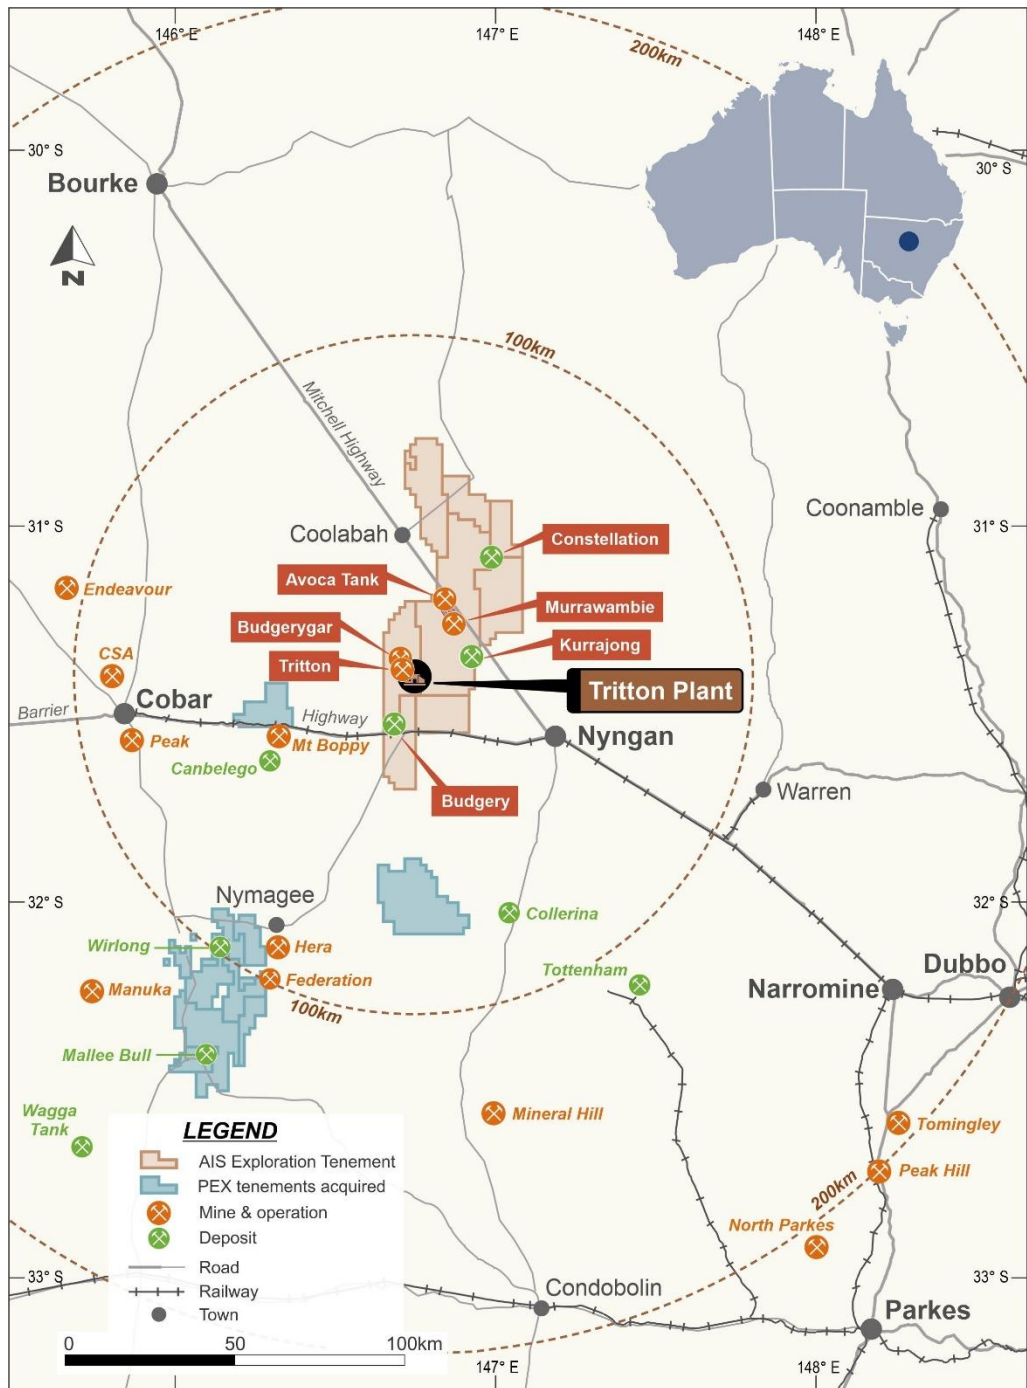 146° E
147° E
148° E
200km
30° S
30° S
Bourke
N
100km
Mitchell Highway
Coonamble
31° S
31° S
Coolabah
Constellation
Avoca Tank
Endeavour
Murrawambie
Budgerygar
Kurrajong
CSA
Tritton
Tritton Plant
Cobar
Barrier
Highway
Peak
Mt Boppy
Nyngan
Canbelego
Budgery
Warren
Nymagee
32° S
32° S
Collerina
Wirlong
Hera
Dubbo
Tottenham
Federation
Manuka
Narromine
100km
Mallee Bull
Wagga
Tank
Mineral Hill
Tomingley
LEGEND
AIS Exploration Tenement
PEX tenements acquired
Mine & operation
Deposit
Road
Railway
Town
0 50 100km
Peak Hill
200km
North Parkes
33° S
33° S
Condobolin
Parkes
147° E
148° E